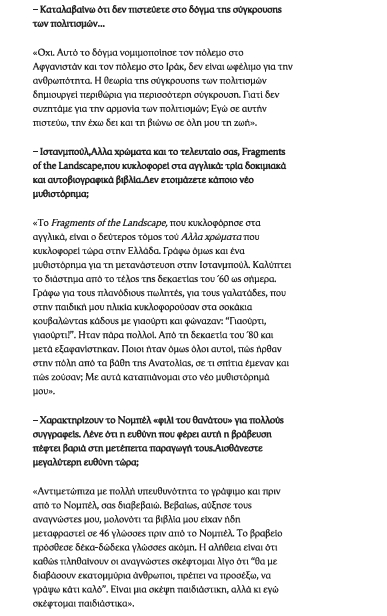 – Καταλαβαίνω ότι δεν πιστεύετε στο δόγμα της σύγκρουσης
των πολιτισμών...
«Οχι. Αυτό το δόγμα νομιμοποίησε τον πόλεμο στο
Αφγανιστάν και τον πόλεμο στο Ιράκ, δεν είναι ωφέλιμο για την
ανθρωπότητα. Η θεωρία της σύγκρουσης των πολιτισμών
δημιουργεί περιθώρια για περισσότερη σύγκρουση. Γιατί δεν
συζητάμε για την αρμονία των πολιτισμών; Εγώ σε αυτήν
πιστεύω, την έχω δει και τη βιώνω σε όλη μου τη ζωή».
– Ιστανμπούλ,Αλλα χρώματα και το τελευταίο σας, Fragments
of the Landscape,που κυκλοφορεί στα αγγλικά: τρία δοκιμιακά
και αυτοβιογραφικά βιβλία.Δεν ετοιμάζετε κάποιο νέο
μυθιστόρημα;
«Το Fragments of the Landscape, που κυκλοφόρησε στα
αγγλικά, είναι ο δεύτερος τόμος τού Αλλα χρώματα που
κυκλοφορεί τώρα στην Ελλάδα. Γράφω όμως και ένα
μυθιστόρημα για τη μετανάστευση στην Ιστανμπούλ. Καλύπτει
το διάστημα από το τέλος της δεκαετίας του ΄60 ως σήμερα.
Γράφω για τους πλανόδιους πωλητές, για τους γαλατάδες, που
στην παιδική μου ηλικία κυκλοφορούσαν στα σοκάκια
κουβαλώντας κάδους με γιαούρτι και φώναζαν: “Γιαούρτι,
γιαούρτι!”. Ηταν πάρα πολλοί. Από τη δεκαετία του ΄80 και
μετά εξαφανίστηκαν. Ποιοι ήταν όμως όλοι αυτοί, πώς ήρθαν
στην πόλη από τα βάθη της Ανατολίας, σε τι σπίτια έμεναν και
πώς ζούσαν; Με αυτά καταπιάνομαι στο νέο μυθιστόρημά
μου».
– Χαρακτηρίζουν το Νομπέλ «φιλί του θανάτου» για πολλούς
συγγραφείς. Λένε ότι η ευθύνη που φέρει αυτή η βράβευση
πέφτει βαριά στη μετέπειτα παραγωγή τους.Αισθάνεστε
μεγαλύτερη ευθύνη τώρα;
«Αντιμετώπιζα με πολλή υπευθυνότητα το γράψιμο και πριν
από το Νομπέλ, σας διαβεβαιώ. Βεβαίως, αύξησε τους
αναγνώστες μου, μολονότι τα βιβλία μου είχαν ήδη
μεταφραστεί σε 46 γλώσσες πριν από το Νομπέλ. Το βραβείο
πρόσθεσε δέκα-δώδεκα γλώσσες ακόμη. Η αλήθεια είναι ότι
καθώς πληθαίνουν οι αναγνώστες σκέφτομαι λίγο ότι “θα με
διαβάσουν εκατομμύρια άνθρωποι, πρέπει να προσέξω, να
γράψω κάτι καλό”. Είναι μια σκέψη παιδιάστικη, αλλά κι εγώ
σκέφτομαι παιδιάστικα».